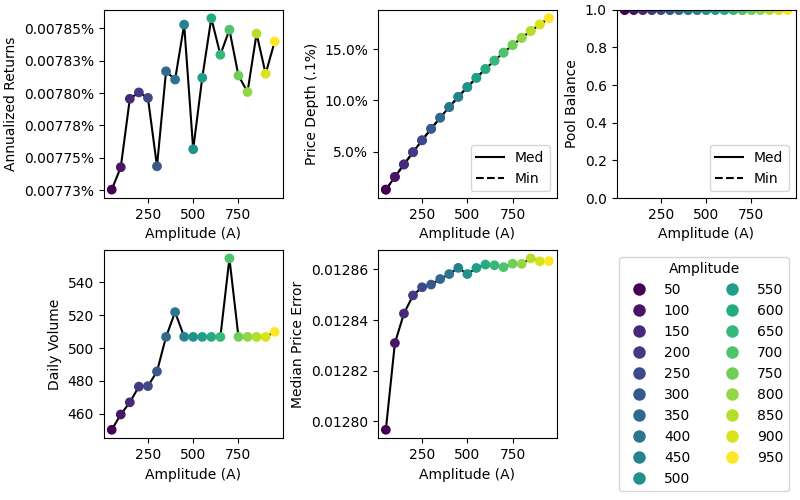 Annualized Returns
0.00785%
0.00783%
0.00780%
0.00778%
0.00775%
0.00773%
250 500 750
Amplitude (A)
Price Depth (.1%)
15.0%
10.0%
5.0%
Med
Min
250 500 750
Amplitude (A)
Pool Balance
1.0
0.8
0.6
0.4
0.2
0.0
Med
Min
250 500 750
Amplitude (A)
Daily Volume
540
520
500
480
460
250 500 750
Amplitude (A)
Median Price Error
0.01286
0.01284
0.01282
0.01280
250 500 750
Amplitude (A)
Amplitude
50
100
150
200
250
300
350
400
450
500
550
600
650
700
750
800
850
900
950